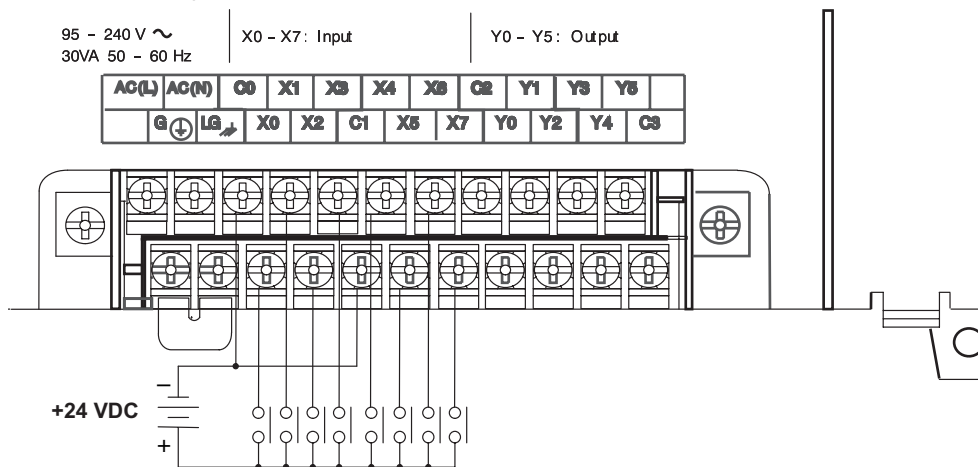 95 – 240 V ~
30VA 50 – 60 Hz
X0 – X7: Input
Y0 – Y5: Output
AC(L) AC(N) C0 X1 X3 X4 X6 C2 Y1 Y3 Y5
G LG X0 X2 C1 X5 X7 Y0 Y2 Y4 C3
–
+24 VDC
+